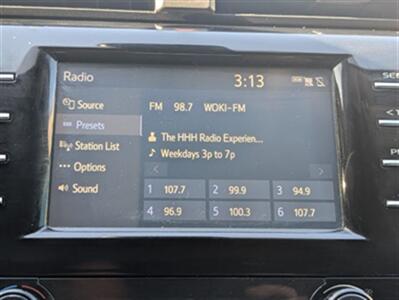 Radio
3:13
Source
Presets
Station List
Options
Sound
FM 98.7 WOKI-FM
The HHH Radio Experien...
Weekdays 3p to 7p
1 107.7 2 99.9 3 94.9
4 96.9 5 100.3 6 107.7